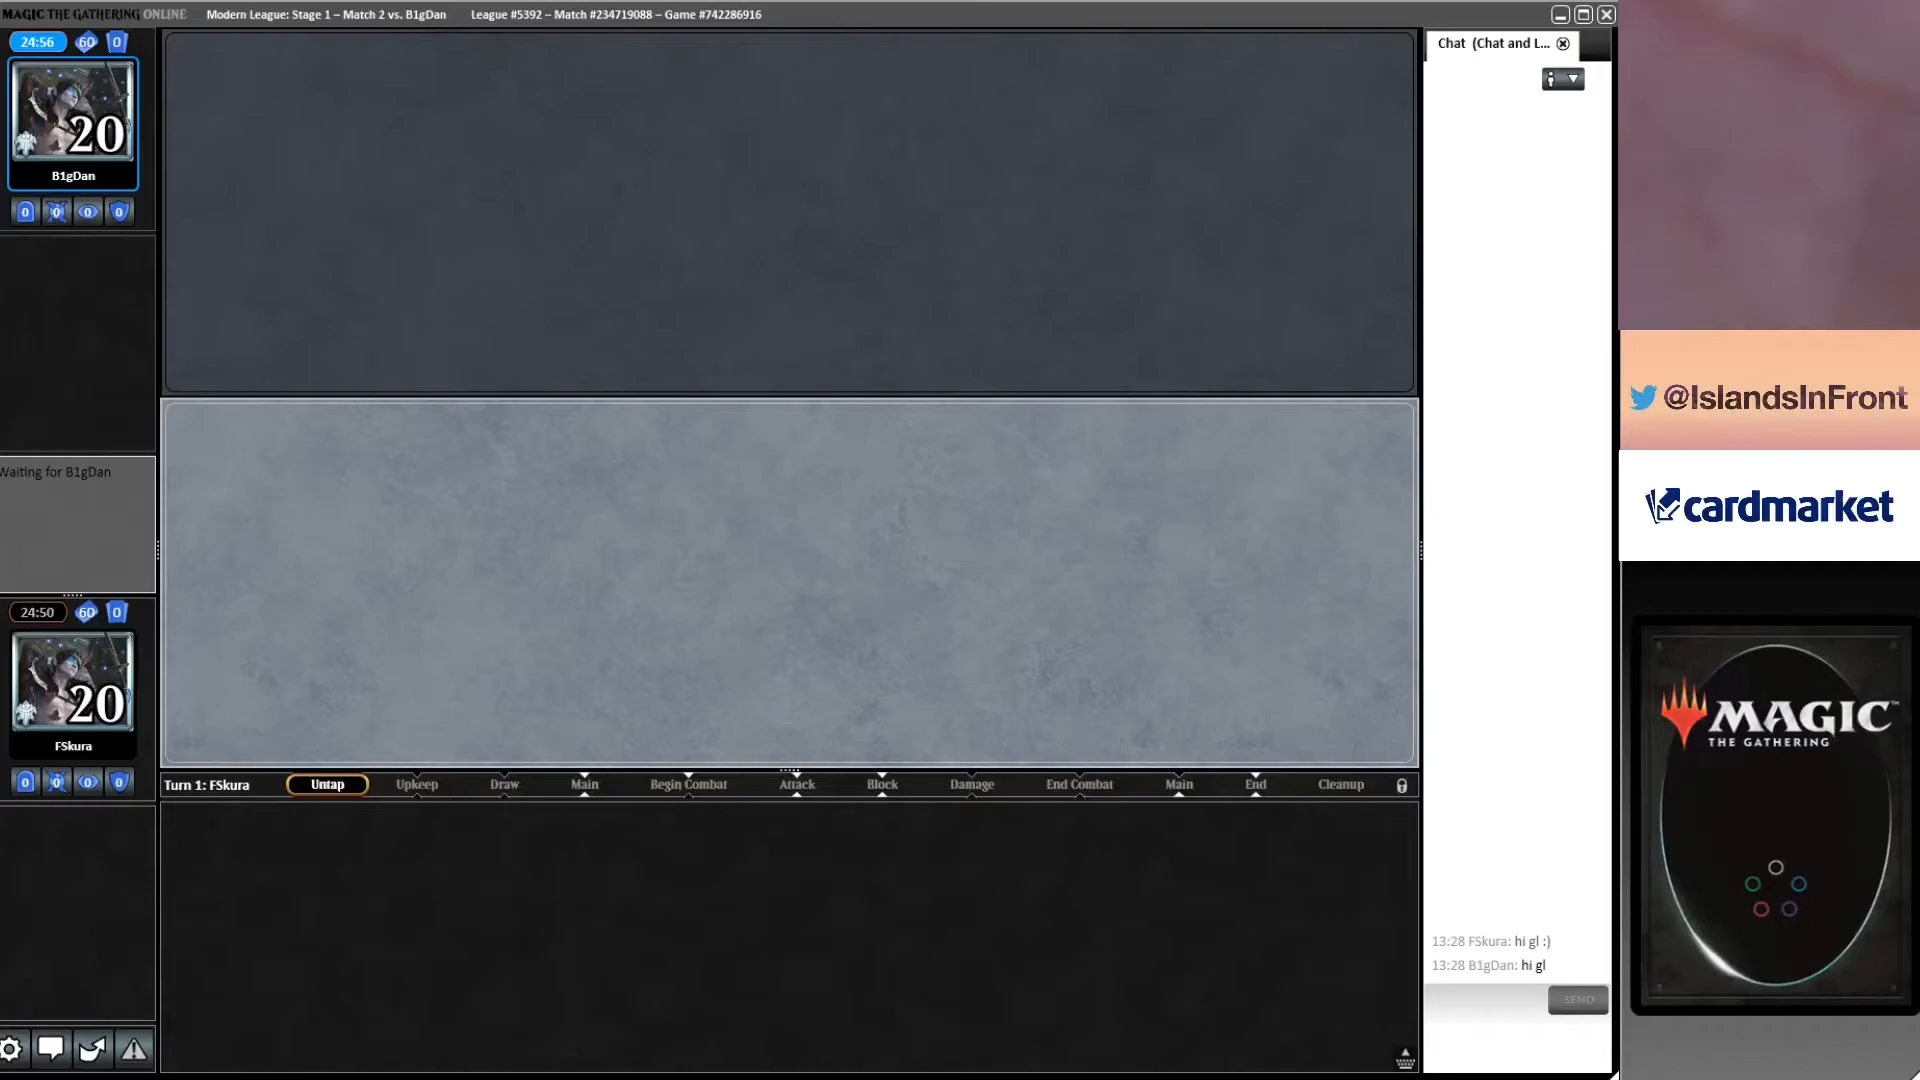 MAGIC THE GATHERING ONLINE Modern League: Stage 1 – Match 2 vs. B1gDan League #5392 – Match #234719088 – Game #742286916
24:56 60 0
20
B1gDan
0 0 0 0
Waiting for B1gDan
24:50 60 0
20
FSkura
0 0 0 0
Turn 1: FSkura Untap Upkeep Draw Main Begin Combat Attack Block Damage End Combat Main End Cleanup
Chat (Chat and L...
13:28 FSkura: hi gl :)
13:28 B1gDan: hi gl
SEND
@IslandsInFront
cardmarket
MAGIC™
THE GATHERING